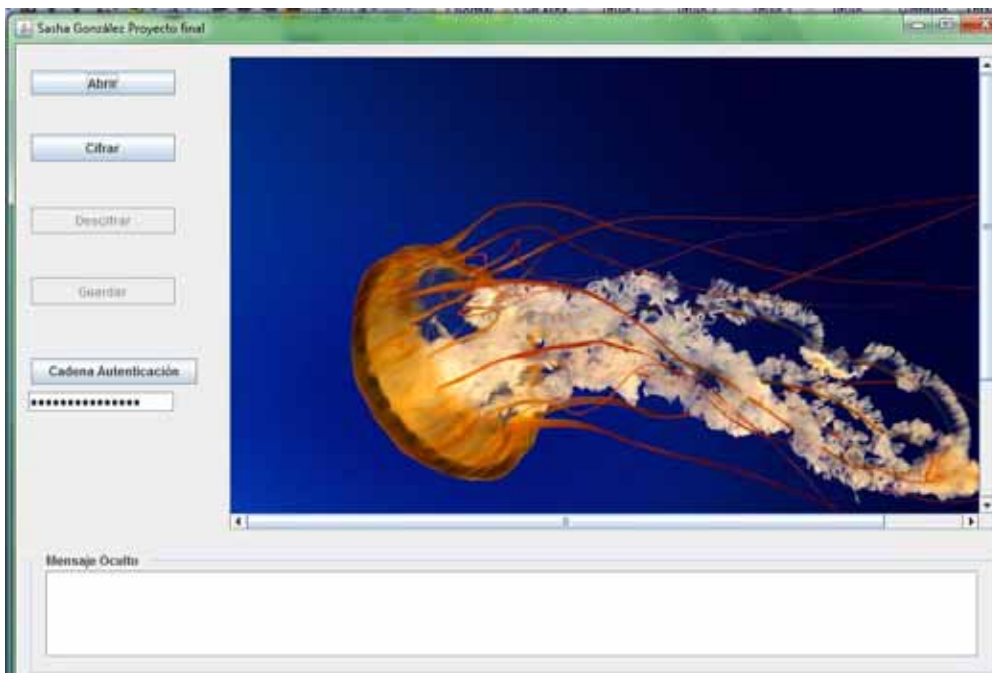 Sasha González Proyecto final
Abrir
Cifrar
Descifrar
Guardar
Cadena Autenticación
Mensaje Oculto